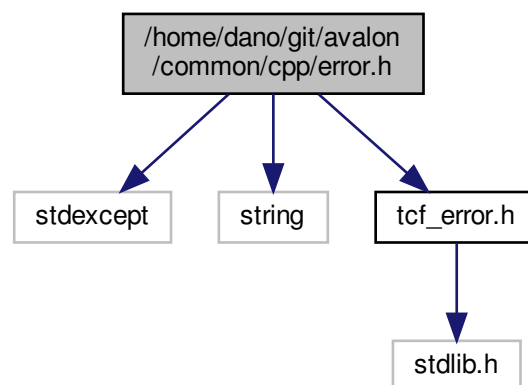 /home/dano/git/avalon
/common/cpp/error.h
stdexcept
string
tcf_error.h
stdlib.h